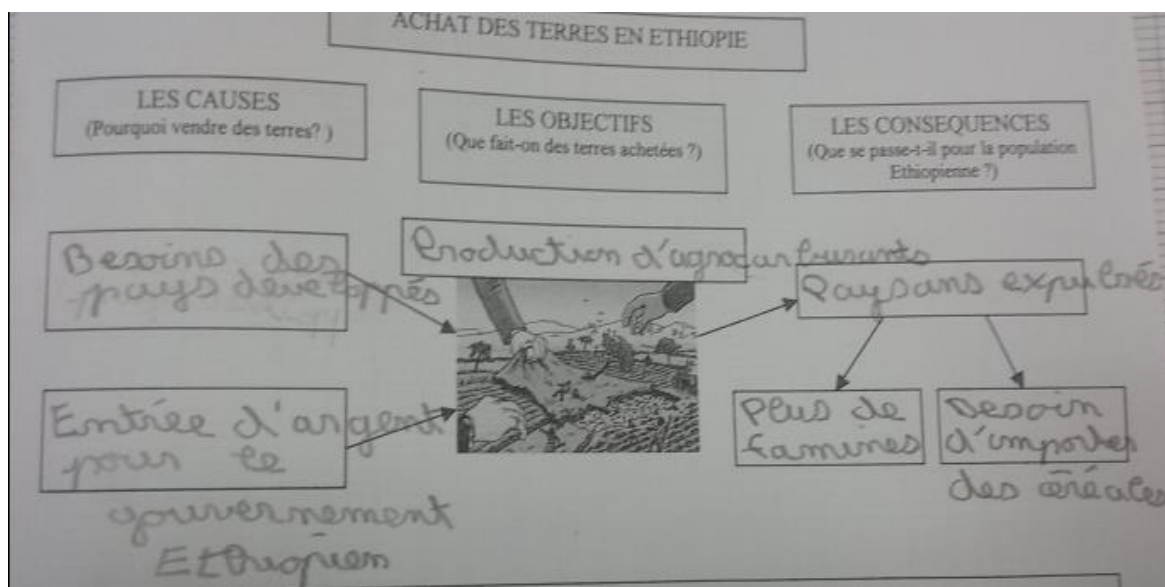 ACHAT DES TERRES EN ETHIOPIE
LES CAUSES
(Pourquoi vendre des terres? )
LES OBJECTIFS
(Que fait-on des terres achetées ?)
LES CONSEQUENCES
(Que se passe-t-il pour la population
Ethiopienne ?)
Besoins des
pays développés
Entrée d'argent
pour le
gouvernement
Ethiopien
Production d'agrocarburants
Paysans expulsés
Plus de
famines
Besoin
d'importer
des céréales